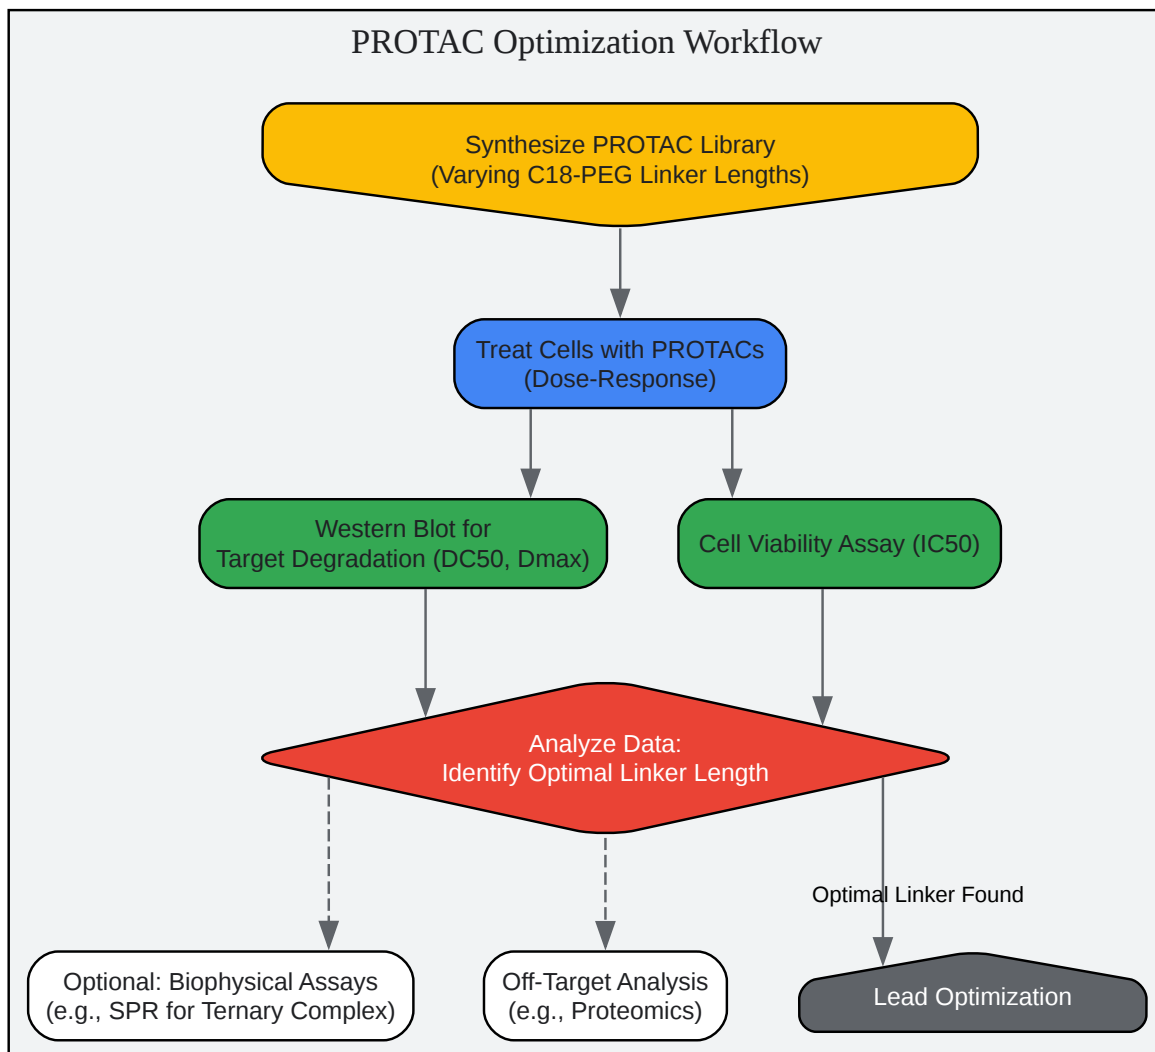 PROTAC Optimization Workflow
Synthesize PROTAC Library
(Varying C18-PEG Linker Lengths)
Treat Cells with PROTACs
(Dose-Response)
Western Blot for
Target Degradation (DC50, Dmax)
Cell Viability Assay (IC50)
Analyze Data:
Identify Optimal Linker Length
Optimal Linker Found
Optional: Biophysical Assays
(e.g., SPR for Ternary Complex)
Off-Target Analysis
(e.g., Proteomics)
Lead Optimization